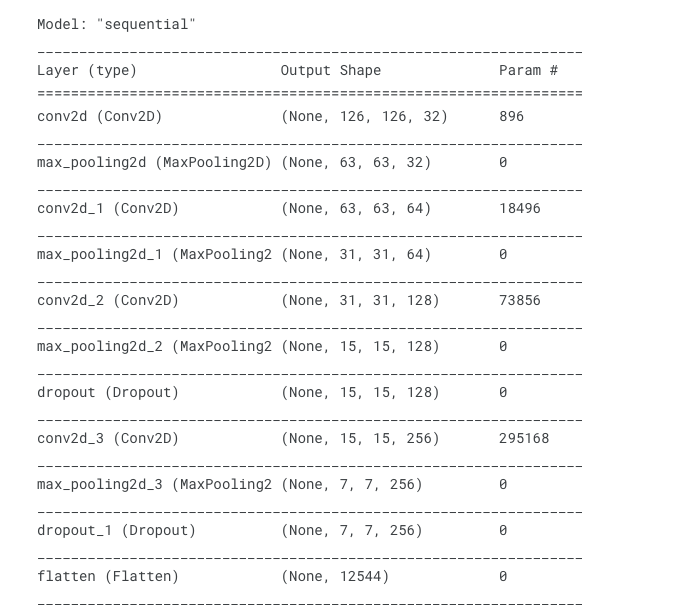 Model: "sequential"
_________________________________________________________________
Layer (type)                 Output Shape              Param #
=================================================================
conv2d (Conv2D)              (None, 126, 126, 32)      896
_________________________________________________________________
max_pooling2d (MaxPooling2D) (None, 63, 63, 32)        0
_________________________________________________________________
conv2d_1 (Conv2D)            (None, 63, 63, 64)        18496
_________________________________________________________________
max_pooling2d_1 (MaxPooling2 (None, 31, 31, 64)        0
_________________________________________________________________
conv2d_2 (Conv2D)            (None, 31, 31, 128)       73856
_________________________________________________________________
max_pooling2d_2 (MaxPooling2 (None, 15, 15, 128)       0
_________________________________________________________________
dropout (Dropout)            (None, 15, 15, 128)       0
_________________________________________________________________
conv2d_3 (Conv2D)            (None, 15, 15, 256)       295168
_________________________________________________________________
max_pooling2d_3 (MaxPooling2 (None, 7, 7, 256)         0
_________________________________________________________________
dropout_1 (Dropout)          (None, 7, 7, 256)         0
_________________________________________________________________
flatten (Flatten)            (None, 12544)             0
_________________________________________________________________